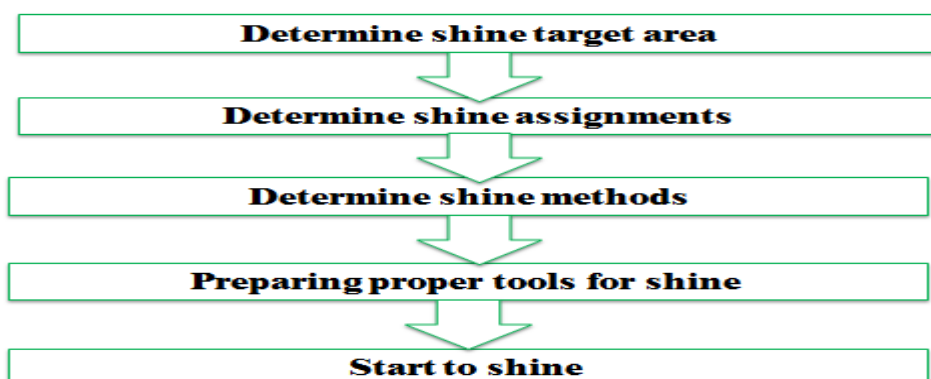 Determine shine target area
Determine shine assignments
Determine shine methods
Preparing proper tools for shine
Start to shine